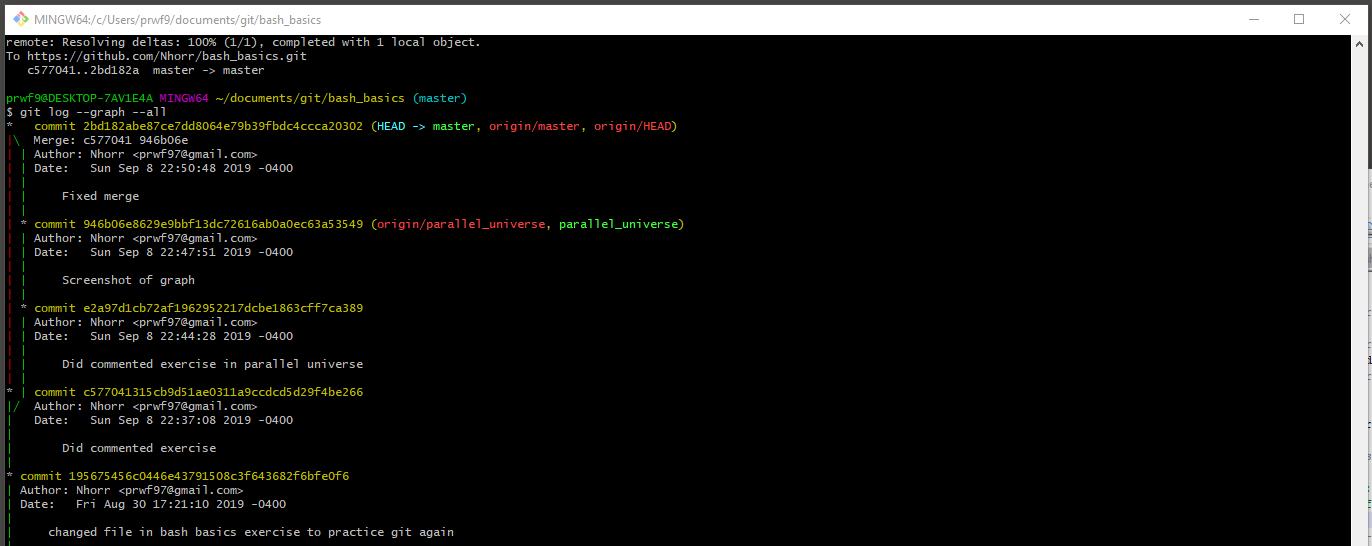 MINGW64:/c/Users/prwf9/documents/git/bash_basics
remote: Resolving deltas: 100% (1/1), completed with 1 local object.
To https://github.com/Nhorr/bash_basics.git
   c577041..2bd182a  master -> master
prwf9@DESKTOP-7AV1E4A MINGW64 ~/documents/git/bash_basics (master)
$ git log --graph --all
*   commit 2bd182abe87ce7dd8064e79b39fbdc4ccca20302 (HEAD -> master, origin/master, origin/HEAD)
|\  Merge: c577041 946b06e
| | Author: Nhorr <prwf97@gmail.com>
| | Date:   Sun Sep 8 22:50:48 2019 -0400
| |
| |     Fixed merge
| |
| * commit 946b06e8629e9bbf13dc72616ab0a0ec63a53549 (origin/parallel_universe, parallel_universe)
| | Author: Nhorr <prwf97@gmail.com>
| | Date:   Sun Sep 8 22:47:51 2019 -0400
| |
| |     Screenshot of graph
| |
| * commit e2a97d1cb72af1962952217dcbe1863cff7ca389
| | Author: Nhorr <prwf97@gmail.com>
| | Date:   Sun Sep 8 22:44:28 2019 -0400
| |
| |     Did commented exercise in parallel universe
| |
* | commit c577041315cb9d51ae0311a9ccdcd5d29f4be266
|/  Author: Nhorr <prwf97@gmail.com>
|   Date:   Sun Sep 8 22:37:08 2019 -0400
|
|       Did commented exercise
|
* commit 195675456c0446e43791508c3f643682f6bfe0f6
| Author: Nhorr <prwf97@gmail.com>
| Date:   Fri Aug 30 17:21:10 2019 -0400
|
|     changed file in bash basics exercise to practice git again